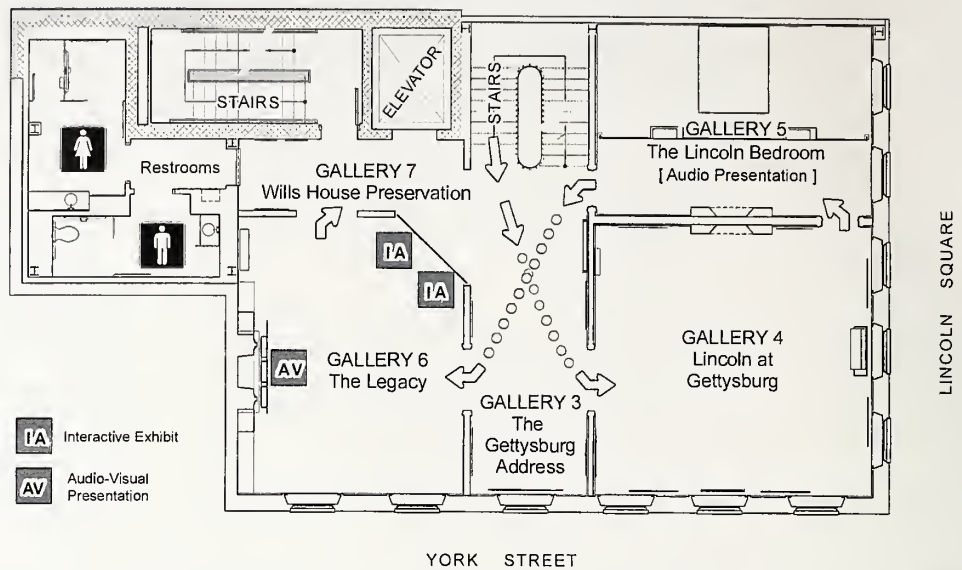 STAIRS
ELEVATOR
STAIRS
GALLERY 5
The Lincoln Bedroom
[ Audio Presentation ]
Restrooms
GALLERY 7
Wills House Preservation
I'A
I'A
GALLERY 6
The Legacy
AV
GALLERY 4
Lincoln at
Gettysburg
GALLERY 3
The
Gettysburg
Address
I'A Interactive Exhibit
AV Audio-Visual
Presentation
LINCOLN SQUARE
YORK STREET